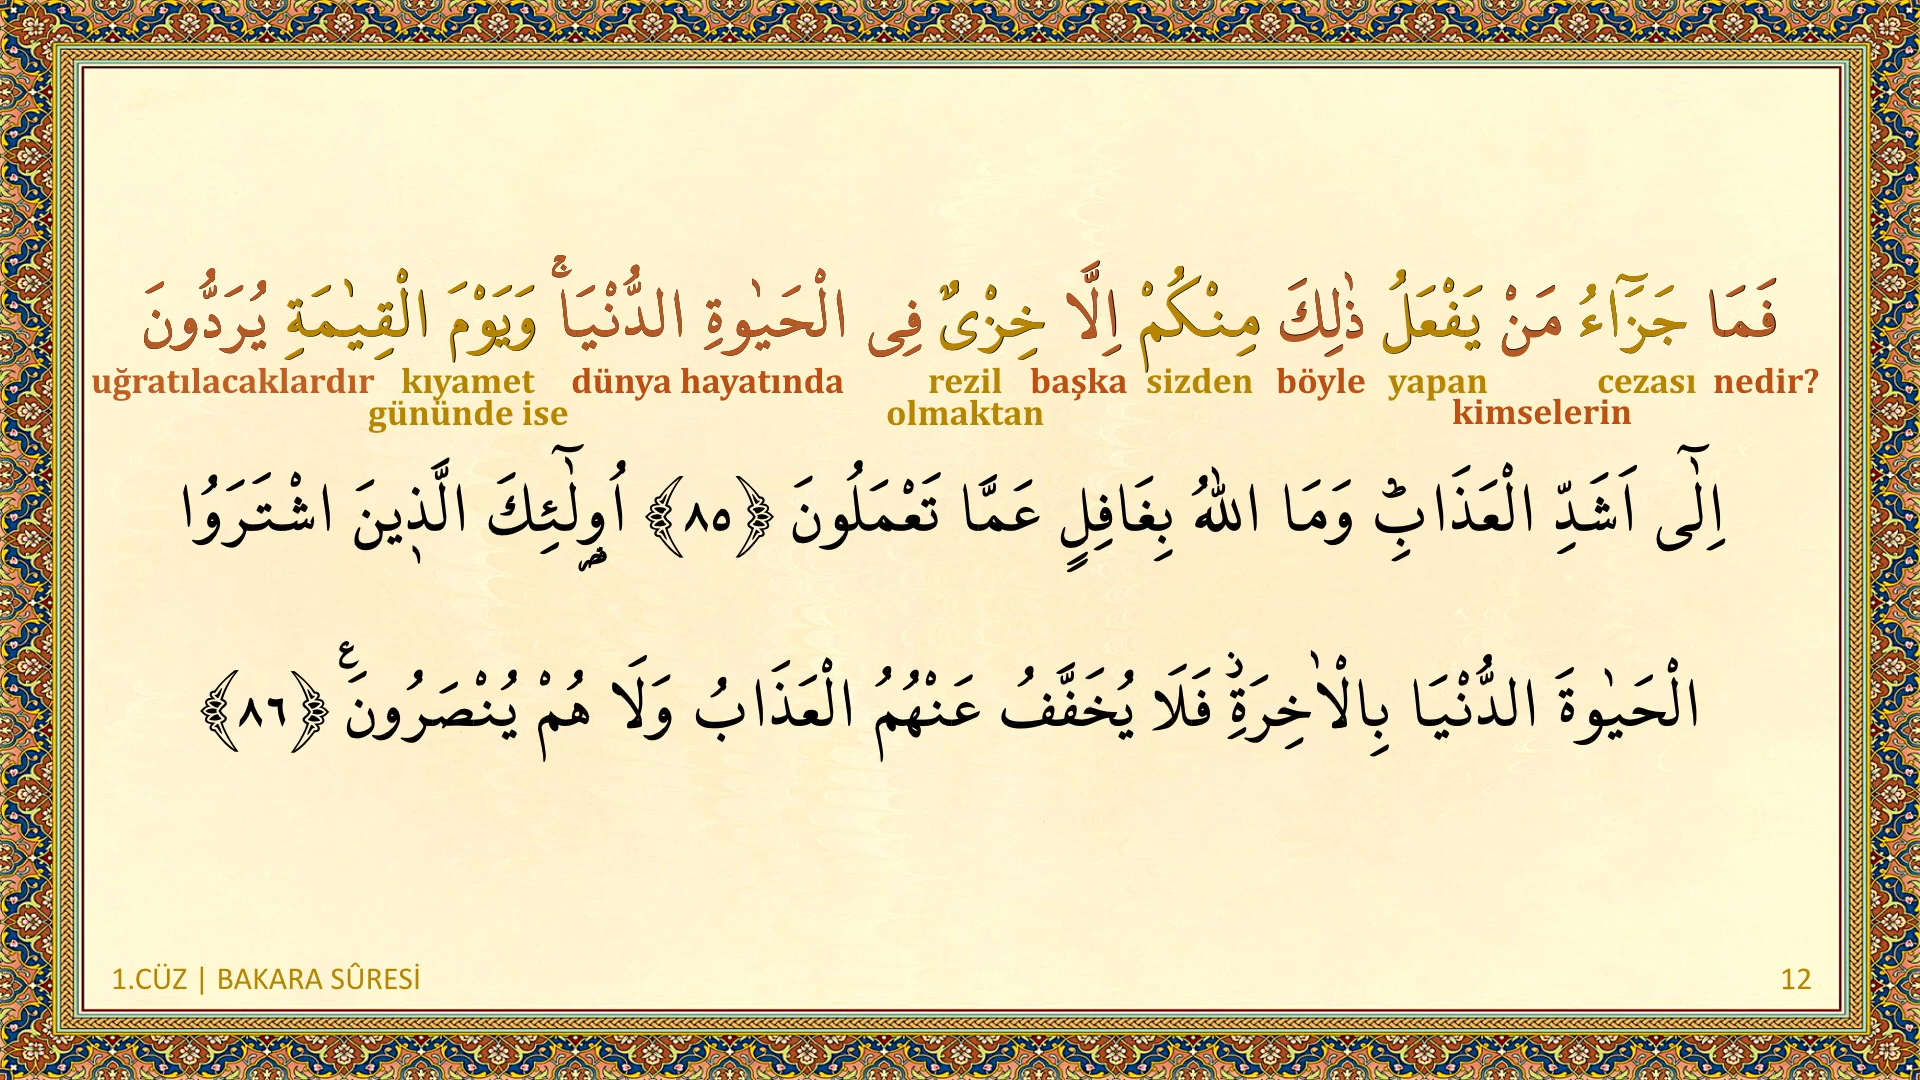 فَمَا جَزَٓاءُ مَنْ يَفْعَلُ ذٰلِكَ مِنْكُمْ اِلَّا خِزْىٌ فِى الْحَيٰوةِ الدُّنْيَاۚ وَيَوْمَ الْقِيٰمَةِ يُرَدُّونَ
uğratılacaklardır kıyamet dünya hayatında rezil başka sizden böyle yapan cezası nedir?
gününde ise olmaktan kimselerin
اِلٰٓى اَشَدِّ الْعَذَابِۜ وَمَا اللّٰهُ بِغَافِلٍ عَمَّا تَعْمَلُونَ ﴿٨٥﴾ اُو۬لٰٓئِكَ الَّذ۪ينَ اشْتَرَوُا
الْحَيٰوةَ الدُّنْيَا بِالْاٰخِرَةِۘ فَلَا يُخَفَّفُ عَنْهُمُ الْعَذَابُ وَلَا هُمْ يُنْصَرُونَ۟ ﴿٨٦﴾
1.CÜZ | BAKARA SÛRESİ 12